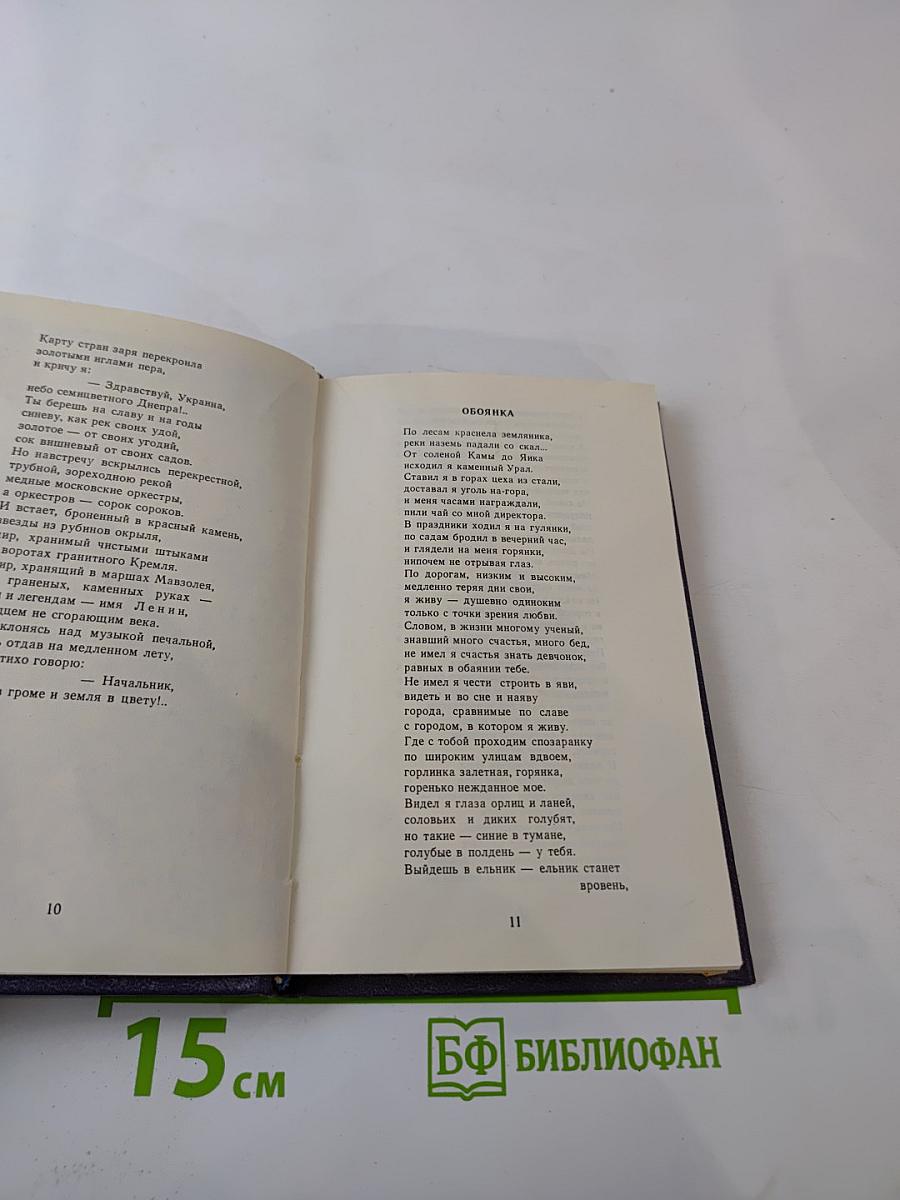 Карту стран заря перекроила
золотыми иглами пера,
и кричу я:
— Здравствуй, Украина,
небо семицветного Днепра!..
Ты берешь на славу и на годы
синеву, как рек своих удой,
золотое — от своих угодий,
сок вишневый от своих садов.
Но навстречу вскрылись перекрестной,
трубной, зореходною рекой
медные московские оркестры,
а оркестров — сорок сороков.
И встает, броненный в красный камень,
звезды из рубинов окрыля,
хранимый чистыми штыками
воротах гранитного Кремля.
хранящий в маршах Мавзолея,
граненых, каменных руках —
и легендам — имя Ленин,
не сгорающим века.
над музыкой печальной,
отдав на медленном лету,
тихо говорю:
— Начальник,
громе и земля в цвету!..
10
ОБОЯНКА
По лесам краснела земляника,
реки наземь падали со скал...
От соленой Камы до Яика
исходил я каменный Урал.
Ставил я в горах цеха из стали,
доставал я уголь на-гора,
и меня часами награждали,
пили чай со мной директора.
В праздники ходил я на гулянки,
по садам бродил в вечерний час,
и глядели на меня горянки,
нипочем не отрывая глаз.
По дорогам, низким и высоким,
медленно теряя дни свои,
я живу — душевно одиноким
только с точки зрения любви.
Словом, в жизни многому ученый,
знавший много счастья, много бед,
не имел я счастья знать девчонок,
равных в обаянии тебе.
Не имел я чести строить в яви,
видеть и во сне и наяву
города, сравнимые по славе
с городом, в котором я живу.
Где с тобой проходим спозаранку
по широким улицам вдвоем,
горлинка залетная, горянка,
горенько нежданное мое.
Видел я глаза орлиц и ланей,
соловьих и диких голубят,
но такие — синие в тумане,
голубые в полдень — у тебя.
Выйдешь в ельник — ельник станет
вровень,
11
15 см
БФ БИБЛИОФАН